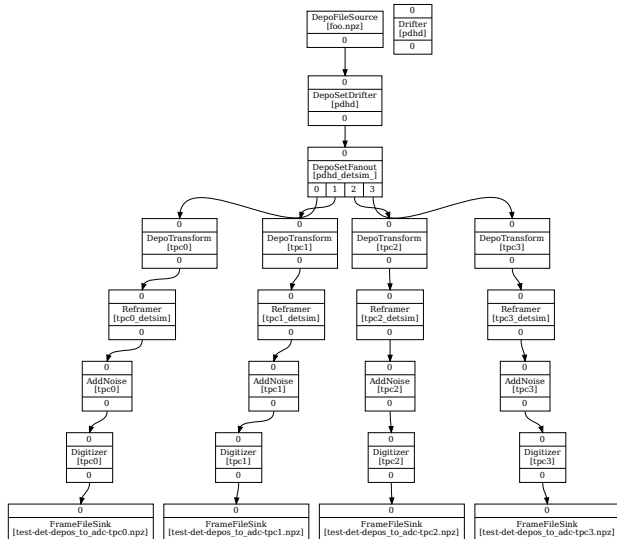 DepoFileSource
[foo.npz]
0
0
Drifter
[pdhd]
0
0
DepoSetDrifter
[pdhd]
0
0
DepoSetFanout
[pdhd_detsim_]
0 1 2 3
0 0 0 0
DepoTransform DepoTransform DepoTransform DepoTransform
[tpc0] [tpc1] [tpc2] [tpc3]
0 0 0 0
0 0 0 0
Reframer Reframer Reframer Reframer
[tpc0_detsim] [tpc1_detsim] [tpc2_detsim] [tpc3_detsim]
0 0 0 0
0 0 0 0
AddNoise AddNoise AddNoise AddNoise
[tpc0] [tpc1] [tpc2] [tpc3]
0 0 0 0
0 0 0 0
Digitizer Digitizer Digitizer Digitizer
[tpc0] [tpc1] [tpc2] [tpc3]
0 0 0 0
0 0 0 0
FrameFileSink FrameFileSink FrameFileSink FrameFileSink
[test-det-depos_to_adc-tpc0.npz] [test-det-depos_to_adc-tpc1.npz] [test-det-depos_to_adc-tpc2.npz] [test-det-depos_to_adc-tpc3.npz]